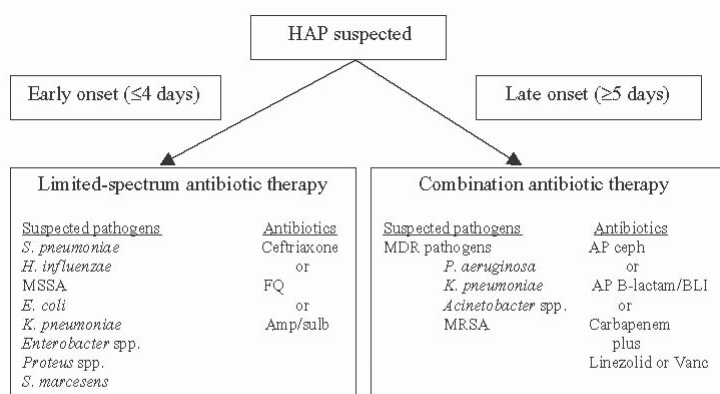 HAP suspected
Early onset (≤4 days)
Late onset (≥5 days)
Limited-spectrum antibiotic therapy
Suspected pathogens Antibiotics
S. pneumoniae Ceftriaxone
H. influenzae or
MSSA FQ
E. coli or
K. pneumoniae Amp/sulb
Enterobacter spp.
Proteus spp.
S. marcesens
Combination antibiotic therapy
Suspected pathogens Antibiotics
MDR pathogens AP ceph
P. aeruginosa or
K. pneumoniae AP B-lactam/BLI
Acinetobacter spp. or
MRSA Carbapenem
plus
Linezolid or Vanc